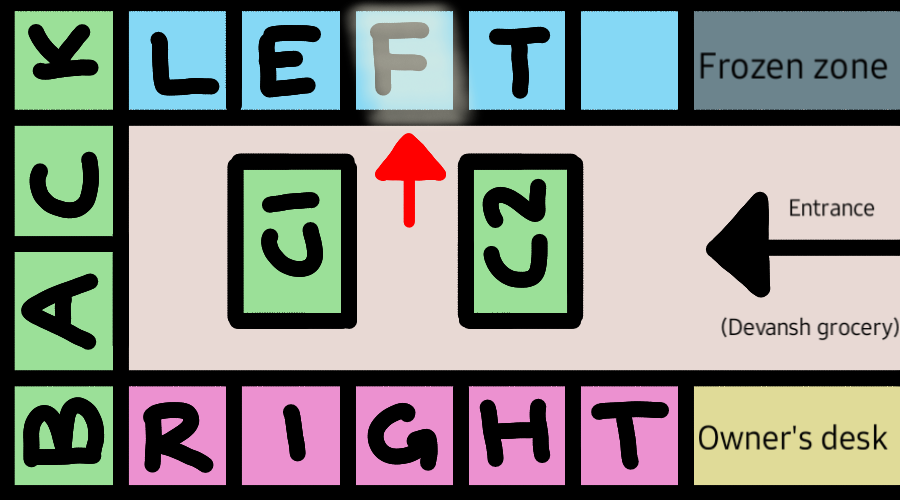 K L E F T Frozen zone
C
C1 C2 Entrance
A
(Devansh grocery)
B R I G H T Owner's desk